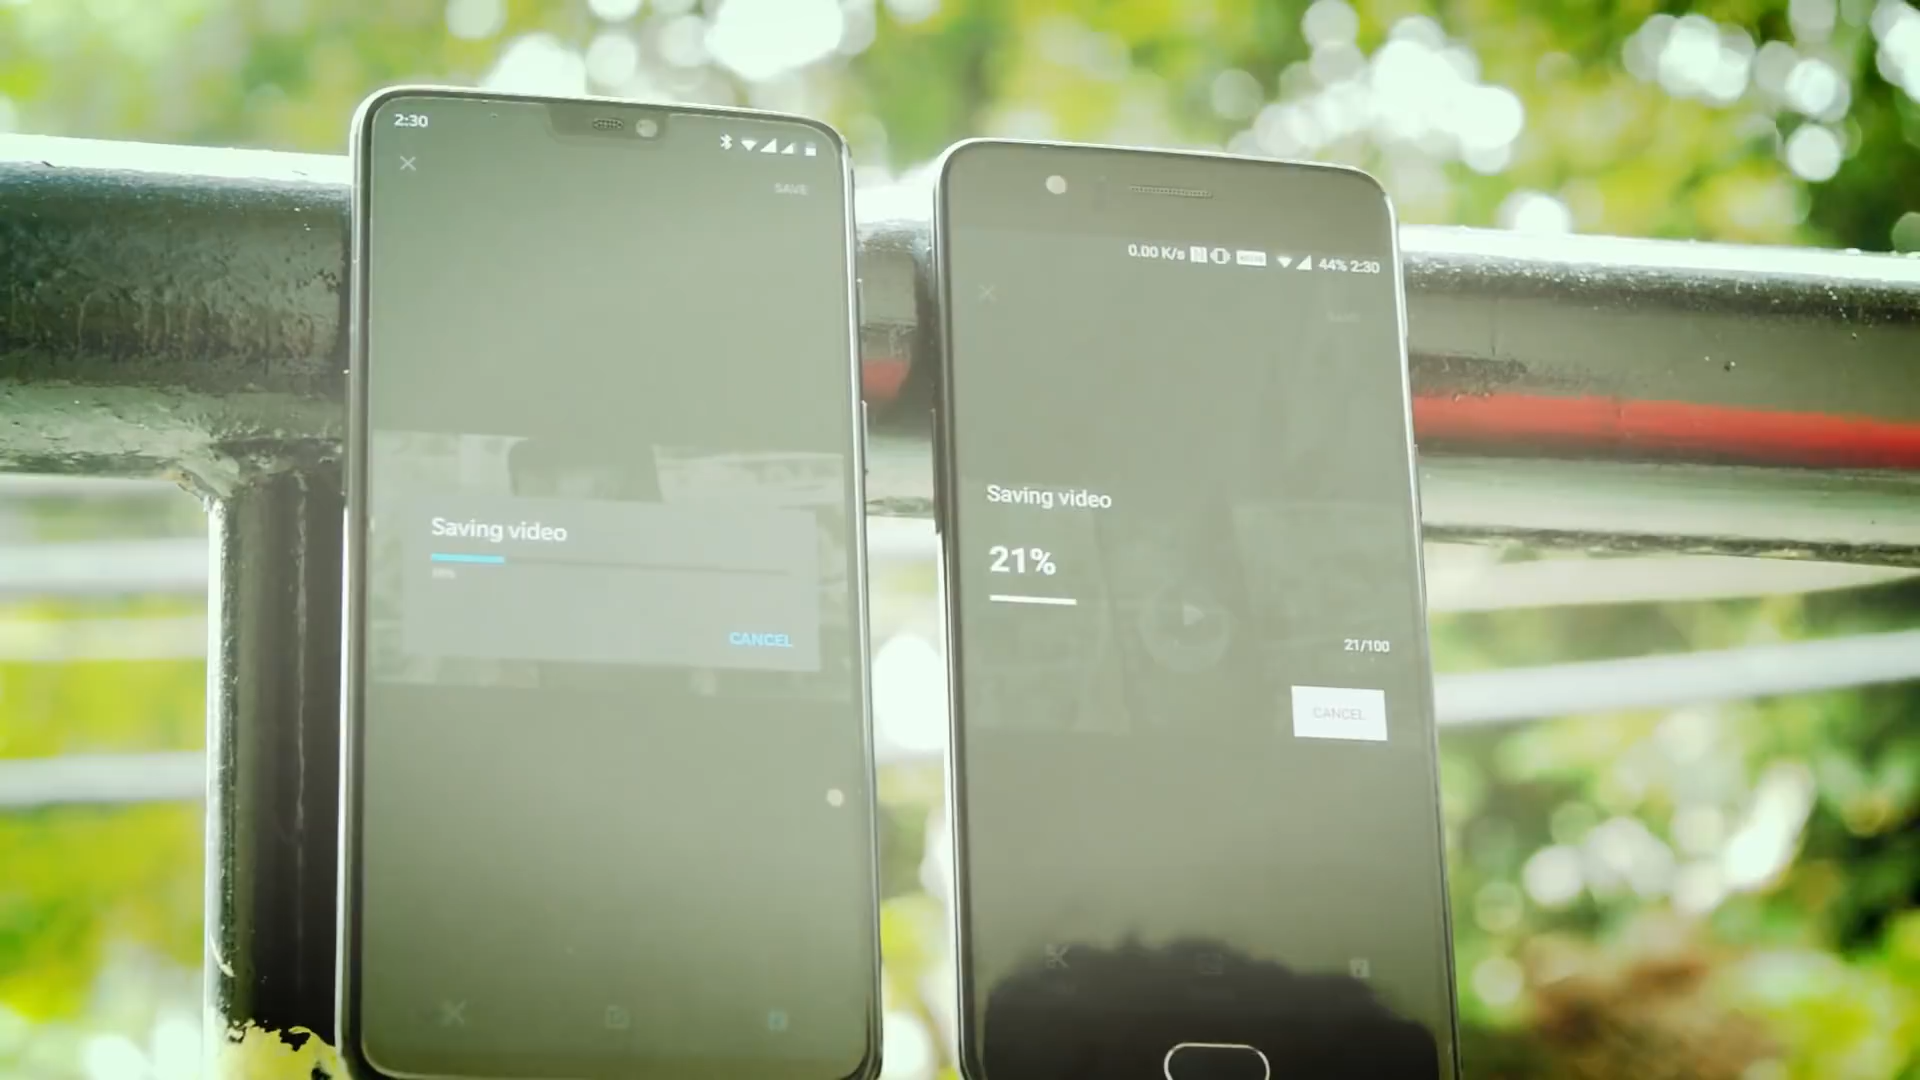 2:30
SAVE
Saving video
CANCEL
0.00 K/s 44% 2:30
Saving video
21%
21/100
CANCEL